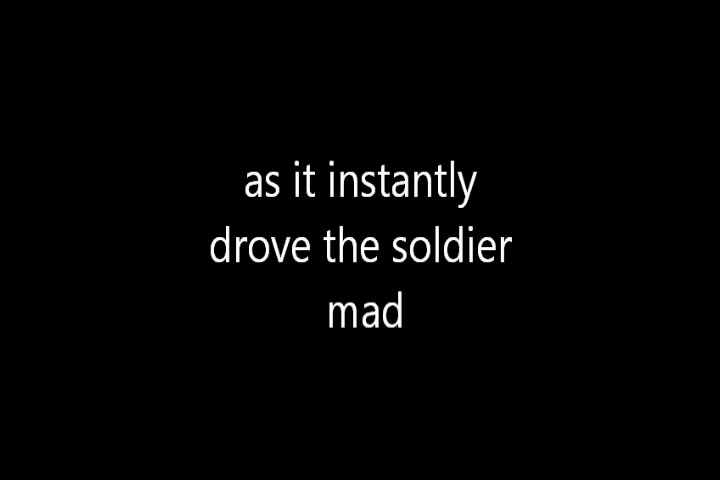 as it instantly
drove the soldier
mad